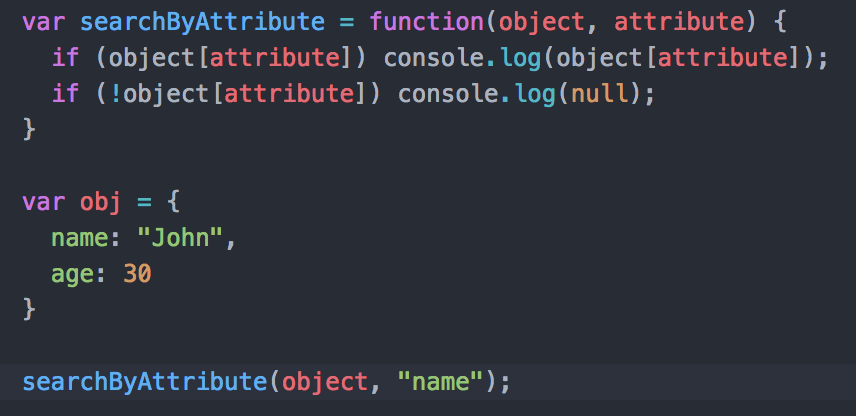 var searchByAttribute = function(object, attribute) {
  if (object[attribute]) console.log(object[attribute]);
  if (!object[attribute]) console.log(null);
}

var obj = {
  name: "John",
  age: 30
}

searchByAttribute(object, "name");